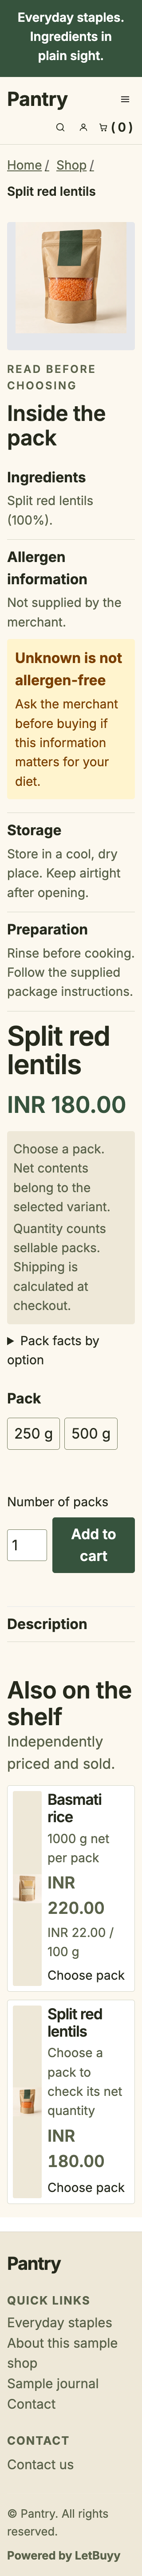 Everyday staples.
Ingredients in
plain sight.
Pantry
( 0 )
Home / Shop /
Split red lentils
READ BEFORE
CHOOSING
Inside the
pack
Ingredients
Split red lentils
(100%).
Allergen
information
Not supplied by the
merchant.
Unknown is not
allergen-free
Ask the merchant
before buying if
this information
matters for your
diet.
Storage
Store in a cool, dry
place. Keep airtight
after opening.
Preparation
Rinse before cooking.
Follow the supplied
package instructions.
Split red
lentils
INR 180.00
Choose a pack.
Net contents
belong to the
selected variant.
Quantity counts
sellable packs.
Shipping is
calculated at
checkout.
Pack facts by
option
Pack
250 g 500 g
Number of packs
1
Add to
cart
Description
Also on the
shelf
Independently
priced and sold.
Basmati
rice
1000 g net
per pack
INR
220.00
INR 22.00 /
100 g
Choose pack
Split red
lentils
Choose a
pack to
check its net
quantity
INR
180.00
Choose pack
Pantry
QUICK LINKS
Everyday staples
About this sample
shop
Sample journal
Contact
CONTACT
Contact us
© Pantry. All rights
reserved.
Powered by LetBuyy